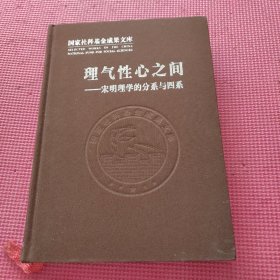 国家社科基金成果文库
SELECTED WORKS OF THE CHINA
NATIONAL FUND FOR SOCIAL SCIENCES
理气性心之间
——宋明理学的分系与四系